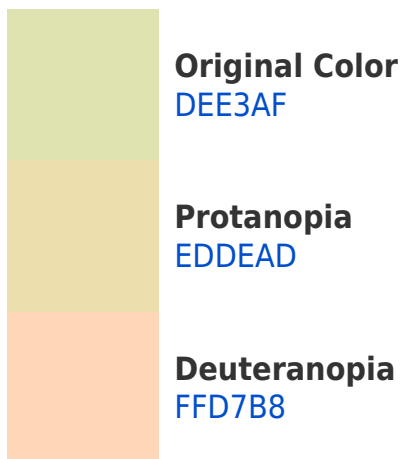 Original Color
DEE3AF
Protanopia
EDDEAD
Deuteranopia
FFD7B8